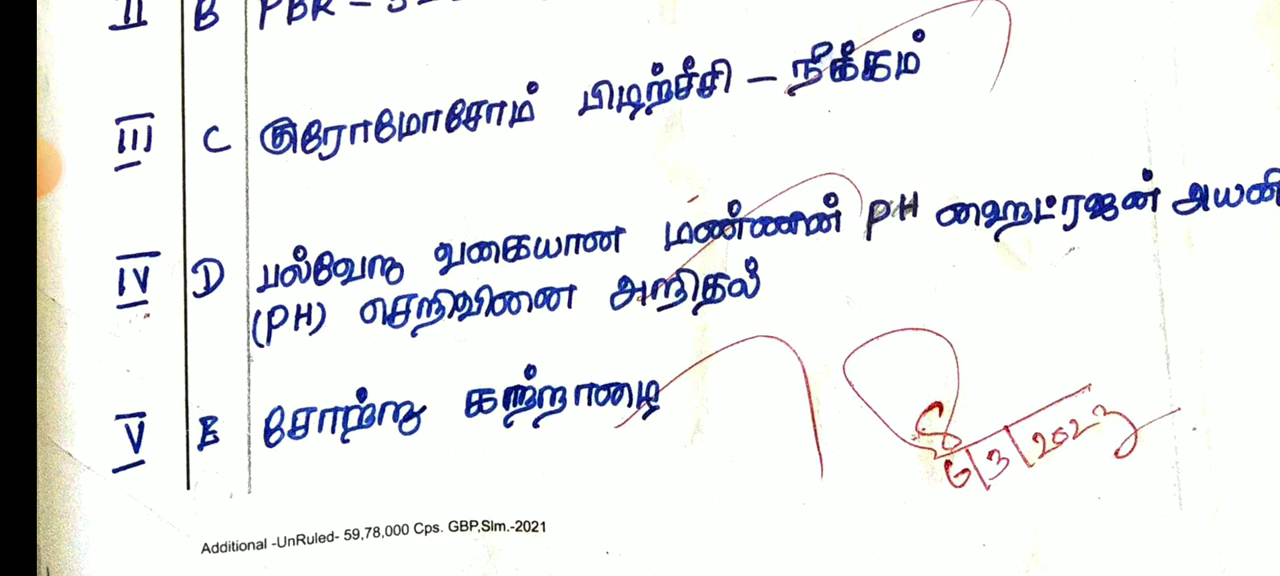 II B PBR -
III C குரோமோசோம் பிறழ்ச்சி - நீக்கம்
IV D பல்வேறு வகையான மண்ணின் PH ஹைட்ரஜன் அயனி
(PH) செறிவினை அறிதல்
V E சோற்று கற்றாழை
6/3/2023
Additional -UnRuled- 59,78,000 Cps. GBP,Slm.-2021